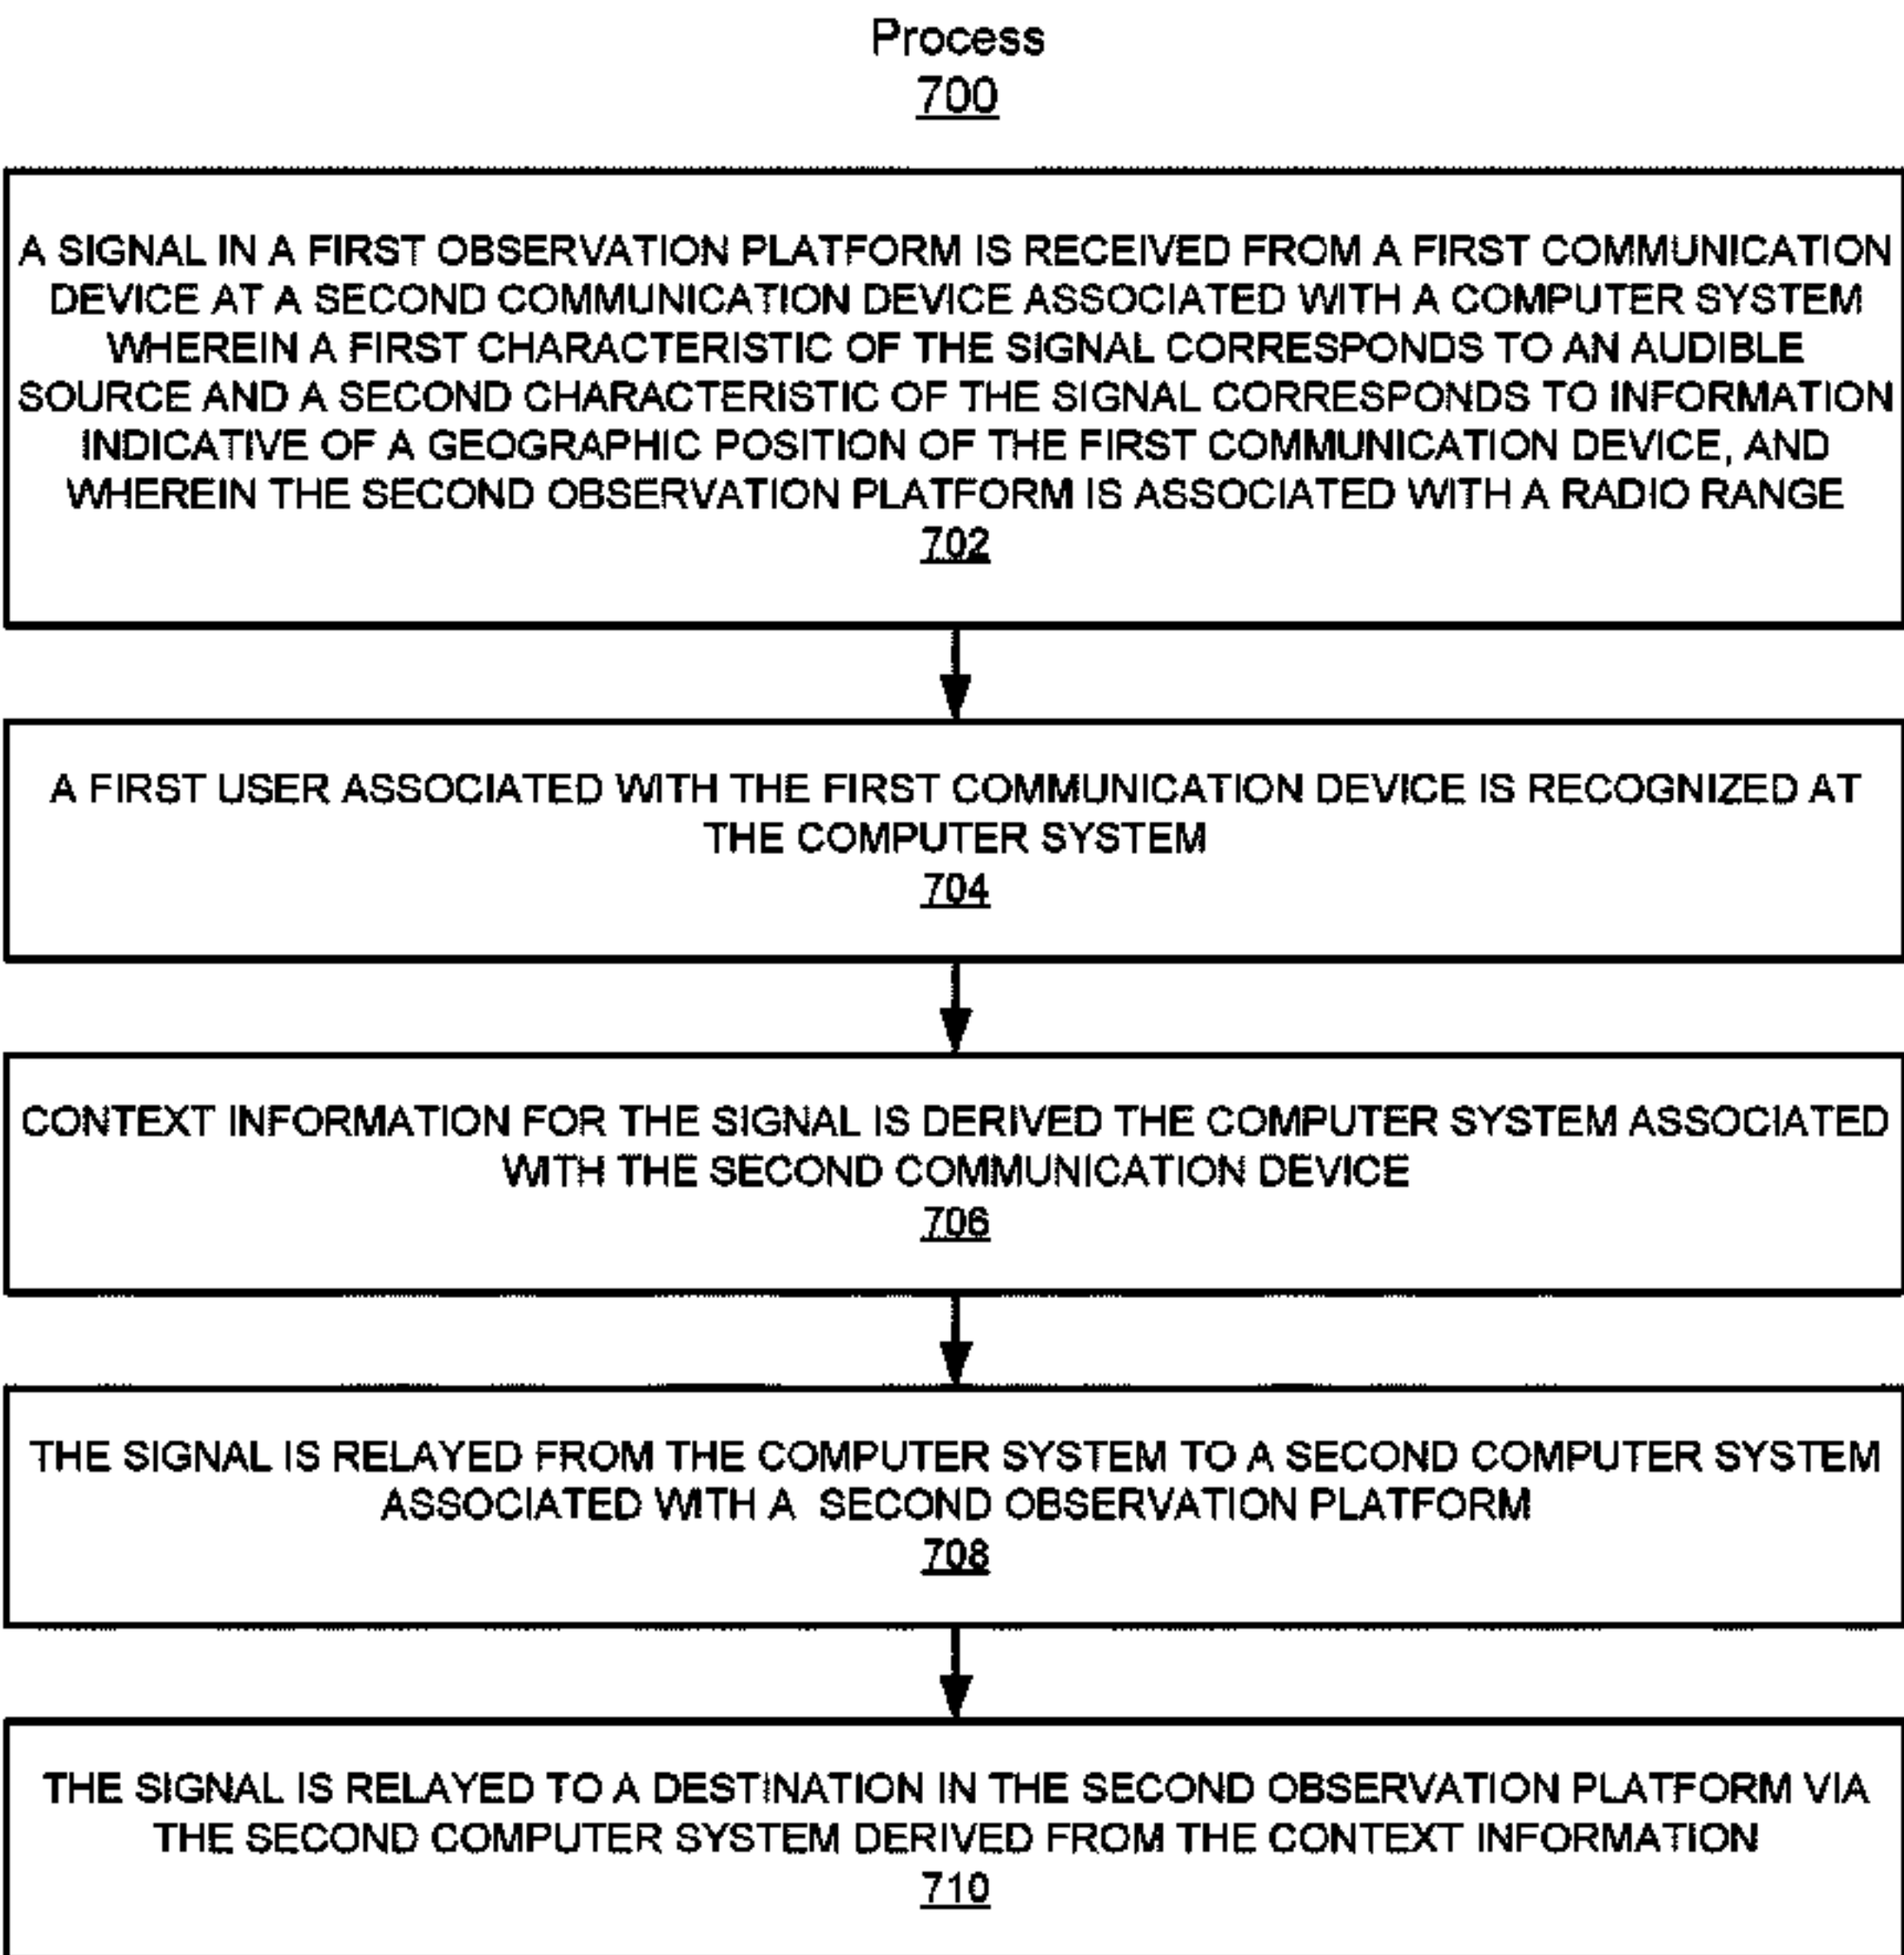 Process
700
A SIGNAL IN A FIRST OBSERVATION PLATFORM IS RECEIVED FROM A FIRST COMMUNICATION
DEVICE AT A SECOND COMMUNICATION DEVICE ASSOCIATED WITH A COMPUTER SYSTEM
WHEREIN A FIRST CHARACTERISTIC OF THE SIGNAL CORRESPONDS TO AN AUDIBLE
SOURCE AND A SECOND CHARACTERISTIC OF THE SIGNAL CORRESPONDS TO INFORMATION
INDICATIVE OF A GEOGRAPHIC POSITION OF THE FIRST COMMUNICATION DEVICE, AND
WHEREIN THE SECOND OBSERVATION PLATFORM IS ASSOCIATED WITH A RADIO RANGE
702
A FIRST USER ASSOCIATED WITH THE FIRST COMMUNICATION DEVICE IS RECOGNIZED AT
THE COMPUTER SYSTEM
704
CONTEXT INFORMATION FOR THE SIGNAL IS DERIVED THE COMPUTER SYSTEM ASSOCIATED
WITH THE SECOND COMMUNICATION DEVICE
706
THE SIGNAL IS RELAYED FROM THE COMPUTER SYSTEM TO A SECOND COMPUTER SYSTEM
ASSOCIATED WITH A SECOND OBSERVATION PLATFORM
708
THE SIGNAL IS RELAYED TO A DESTINATION IN THE SECOND OBSERVATION PLATFORM VIA
THE SECOND COMPUTER SYSTEM DERIVED FROM THE CONTEXT INFORMATION
710